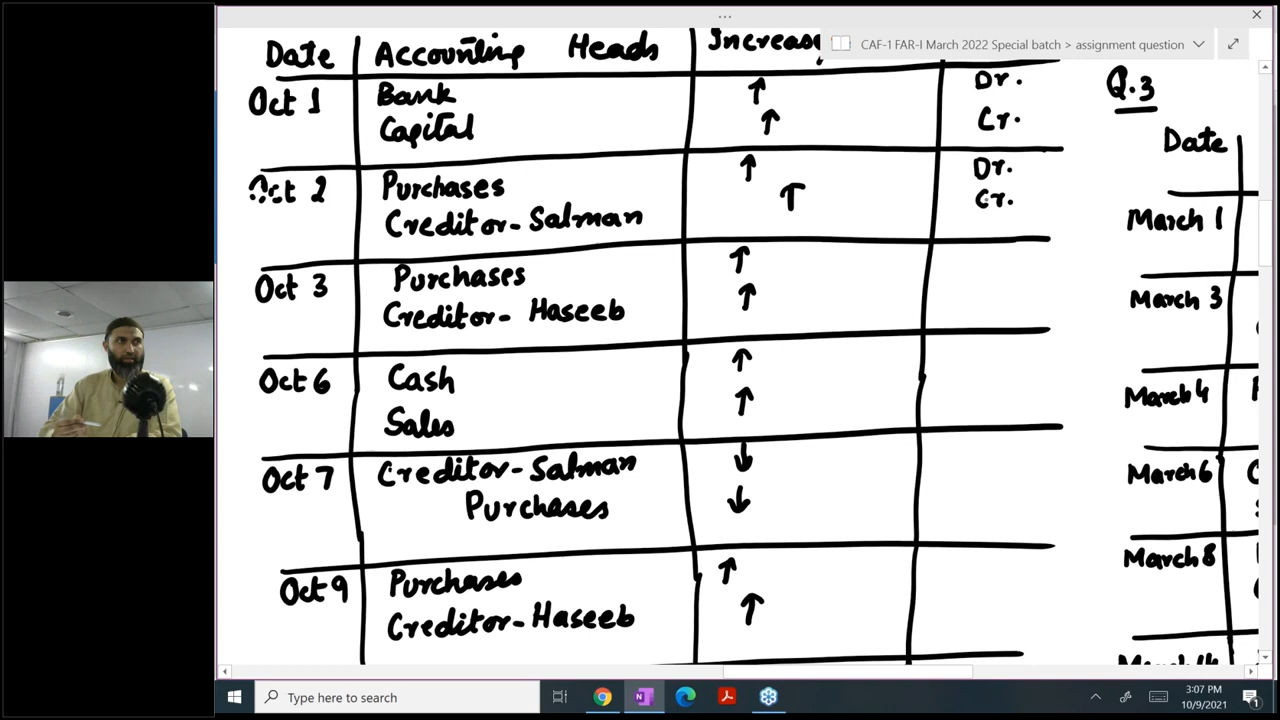 ...
CAF-1 FAR-I March 2022 Special batch > assignment question
Date Accounting Heads Increase
Oct 1 Bank ↑ Dr.
Capital ↑ Cr.
Oct 2 Purchases ↑ Dr.
Creditor-Salman ↑ Cr.
Oct 3 Purchases ↑
Creditor- Haseeb ↑
Oct 6 Cash ↑
Sales ↑
Oct 7 Creditor-Salman ↓
Purchases ↓
Oct 9 Purchases ↑
Creditor-Haseeb ↑
Q.3
Date
March 1
March 3
March 4
March 6
March 8
Type here to search
3:07 PM
10/9/2021
1